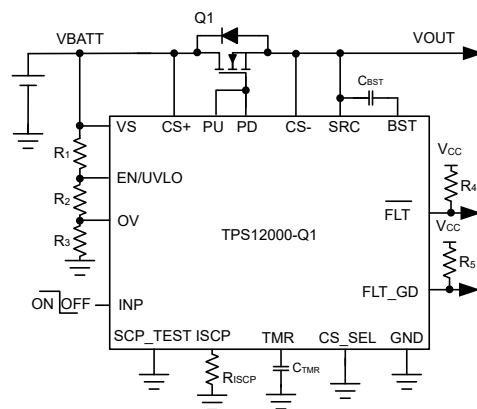 Q1
VBATT
VOUT
CBST
VS CS+ PU PD CS- SRC BST
R1
EN/UVLO
R2
OV
R3
TPS12000-Q1
VCC
R4
FLT
VCC
R5
FLT_GD
ON OFF INP
SCP_TEST ISCP TMR CS_SEL GND
RISCP
CTMR